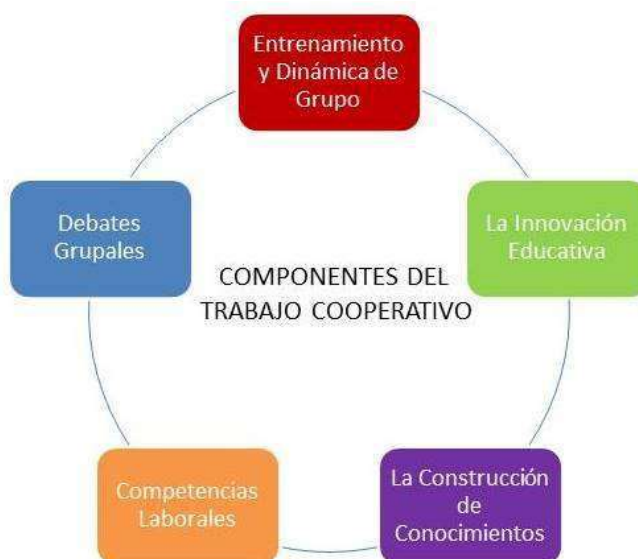 Entrenamiento
y Dinámica de
Grupo
La Innovación
Educativa
La Construcción
de
Conocimientos
Competencias
Laborales
Debates
Grupales
COMPONENTES DEL
TRABAJO COOPERATIVO